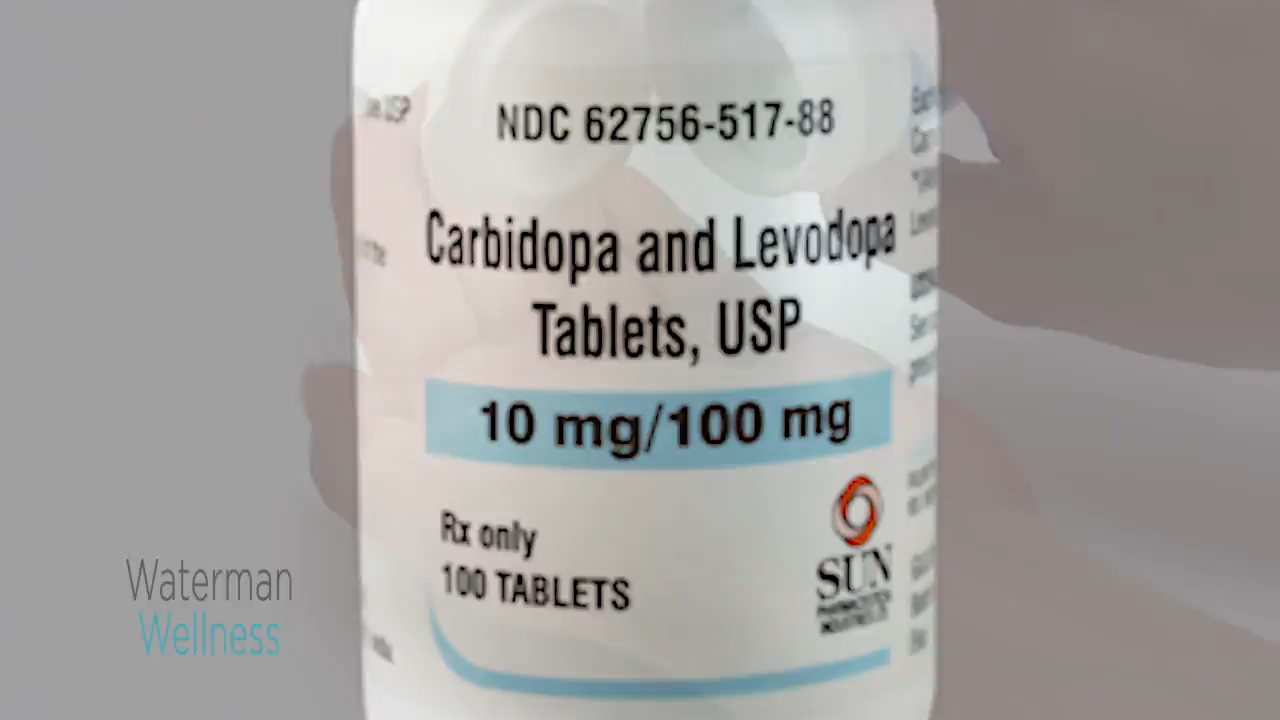 NDC 62756-517-88
Carbidopa and Levodopa
Tablets, USP
10 mg/100 mg
Rx only
100 TABLETS
SUN
Waterman
Wellness